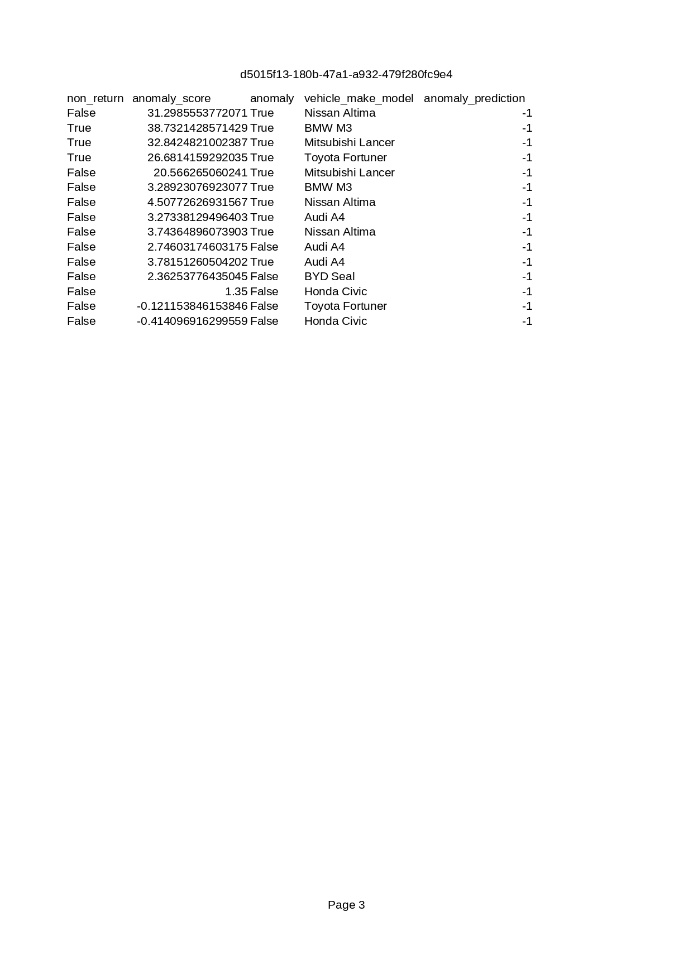 d5015f13-180b-47a1-a932-479f280fc9e4
non_return anomaly_score anomaly vehicle_make_model anomaly_prediction
False 31.2985553772071 True Nissan Altima -1
True 38.7321428571429 True BMW M3 -1
True 32.8424821002387 True Mitsubishi Lancer -1
True 26.6814159292035 True Toyota Fortuner -1
False 20.566265060241 True Mitsubishi Lancer -1
False 3.28923076923077 True BMW M3 -1
False 4.50772626931567 True Nissan Altima -1
False 3.27338129496403 True Audi A4 -1
False 3.74364896073903 True Nissan Altima -1
False 2.74603174603175 False Audi A4 -1
False 3.78151260504202 True Audi A4 -1
False 2.36253776435045 False BYD Seal -1
False 1.35 False Honda Civic -1
False -0.121153846153846 False Toyota Fortuner -1
False -0.414096916299559 False Honda Civic -1
Page 3